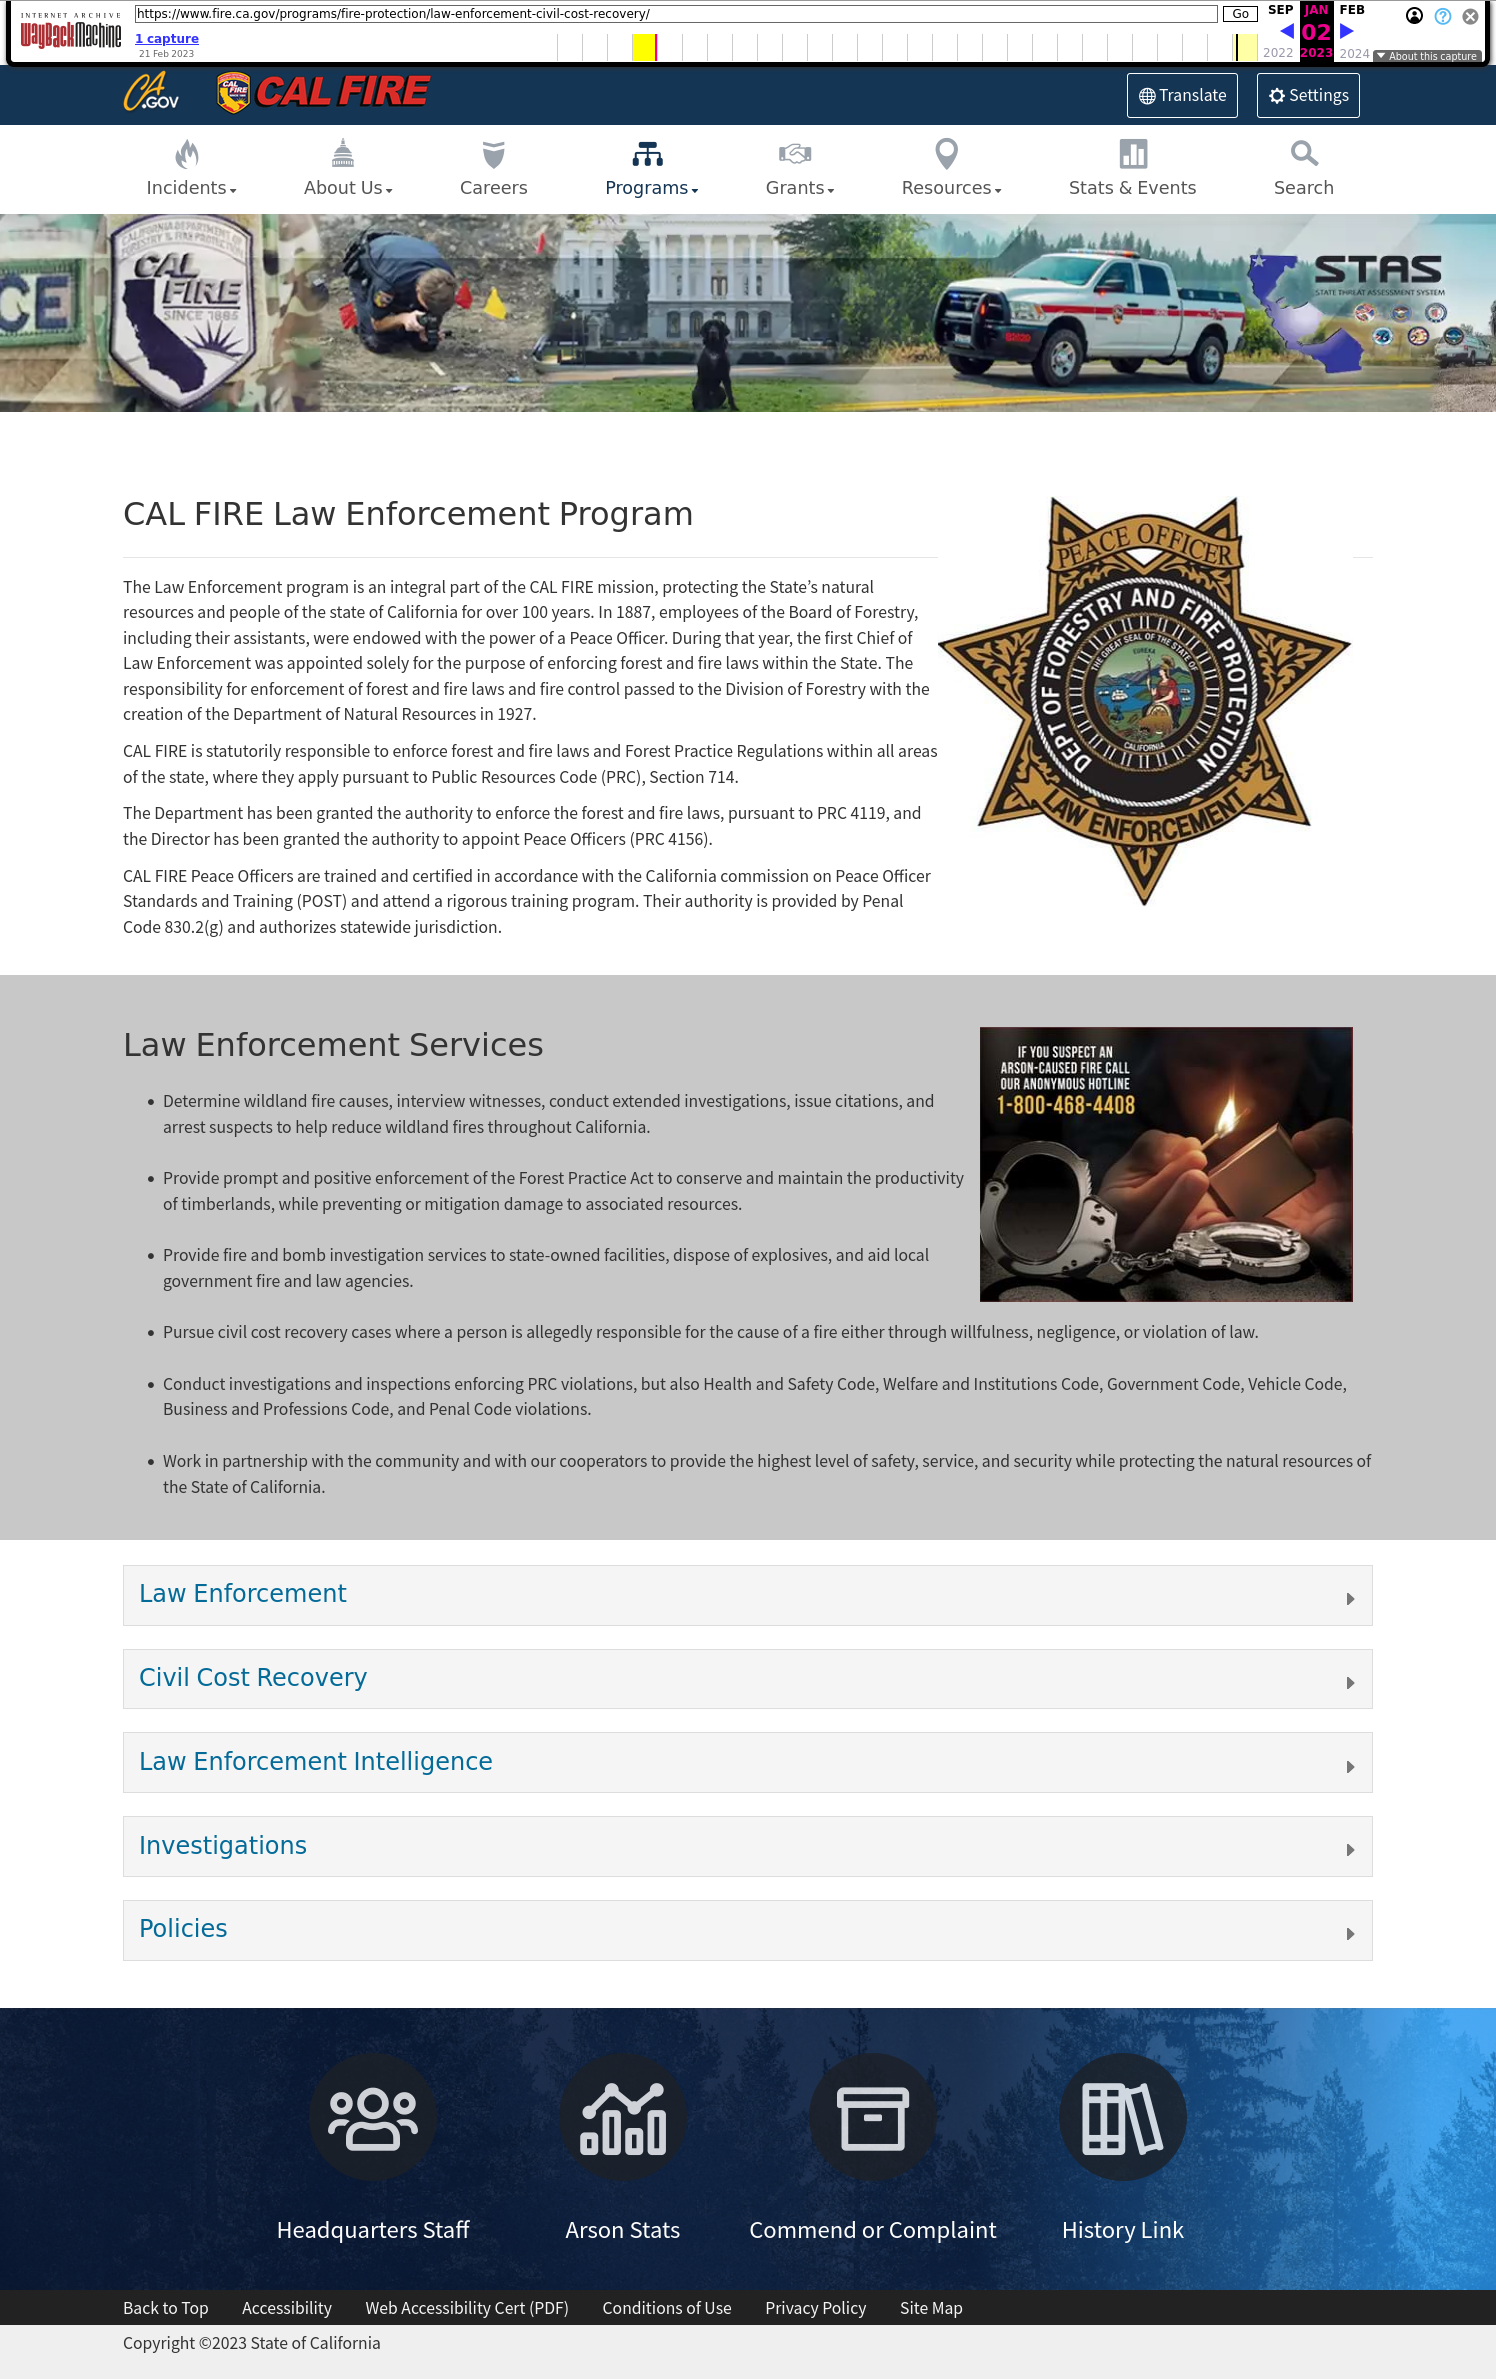 INTERNET ARCHIVE
WayBackMachine
https://www.fire.ca.gov/programs/fire-protection/law-enforcement-civil-cost-recovery/
Go
SEP JAN FEB
1 capture
02
21 Feb 2023
2022 2023 2024
About this capture
CA.GOV
CAL FIRE
Translate
Settings
Incidents
About Us
Careers
Programs
Grants
Resources
Stats & Events
Search
CE
CAL
FIRE
SINCE 1885
STAS
STATE THREAT ASSESSMENT SYSTEM
CAL FIRE Law Enforcement Program
PEACE OFFICER
DEPT OF FORESTRY AND FIRE PROTECTION
THE GREAT SEAL OF THE STATE OF
EUREKA
CALIFORNIA
LAW ENFORCEMENT
The Law Enforcement program is an integral part of the CAL FIRE mission, protecting the State’s natural
resources and people of the state of California for over 100 years. In 1887, employees of the Board of Forestry,
including their assistants, were endowed with the power of a Peace Officer. During that year, the first Chief of
Law Enforcement was appointed solely for the purpose of enforcing forest and fire laws within the State. The
responsibility for enforcement of forest and fire laws and fire control passed to the Division of Forestry with the
creation of the Department of Natural Resources in 1927.
CAL FIRE is statutorily responsible to enforce forest and fire laws and Forest Practice Regulations within all areas
of the state, where they apply pursuant to Public Resources Code (PRC), Section 714.
The Department has been granted the authority to enforce the forest and fire laws, pursuant to PRC 4119, and
the Director has been granted the authority to appoint Peace Officers (PRC 4156).
CAL FIRE Peace Officers are trained and certified in accordance with the California commission on Peace Officer
Standards and Training (POST) and attend a rigorous training program. Their authority is provided by Penal
Code 830.2(g) and authorizes statewide jurisdiction.
Law Enforcement Services
IF YOU SUSPECT AN
ARSON-CAUSED FIRE CALL
OUR ANONYMOUS HOTLINE
1-800-468-4408
• Determine wildland fire causes, interview witnesses, conduct extended investigations, issue citations, and
arrest suspects to help reduce wildland fires throughout California.
• Provide prompt and positive enforcement of the Forest Practice Act to conserve and maintain the productivity
of timberlands, while preventing or mitigation damage to associated resources.
• Provide fire and bomb investigation services to state-owned facilities, dispose of explosives, and aid local
government fire and law agencies.
• Pursue civil cost recovery cases where a person is allegedly responsible for the cause of a fire either through willfulness, negligence, or violation of law.
• Conduct investigations and inspections enforcing PRC violations, but also Health and Safety Code, Welfare and Institutions Code, Government Code, Vehicle Code,
Business and Professions Code, and Penal Code violations.
• Work in partnership with the community and with our cooperators to provide the highest level of safety, service, and security while protecting the natural resources of
the State of California.
Law Enforcement
Civil Cost Recovery
Law Enforcement Intelligence
Investigations
Policies
Headquarters Staff
Arson Stats
Commend or Complaint
History Link
Back to Top
Accessibility
Web Accessibility Cert (PDF)
Conditions of Use
Privacy Policy
Site Map
Copyright ©2023 State of California